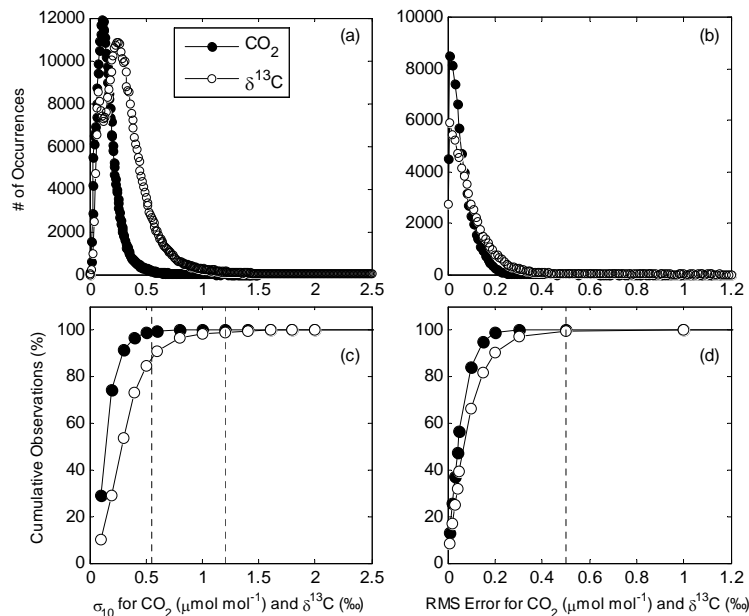 12000
10000
8000
6000
4000
2000
0
# of Occurrences
0 0.5 1 1.5 2 2.5
(a)
CO2
δ13C
10000
8000
6000
4000
2000
0
0 0.2 0.4 0.6 0.8 1.0 1.2
(b)
100
80
60
40
20
0
Cumulative Observations (%)
(c)
0 0.5 1.0 1.5 2.0 2.5
σ10 for CO2 (μmol mol-1) and δ13C (‰)
100
80
60
40
20
0
(d)
0 0.2 0.4 0.6 0.8 1.0 1.2
RMS Error for CO2 (μmol mol-1) and δ13C (‰)